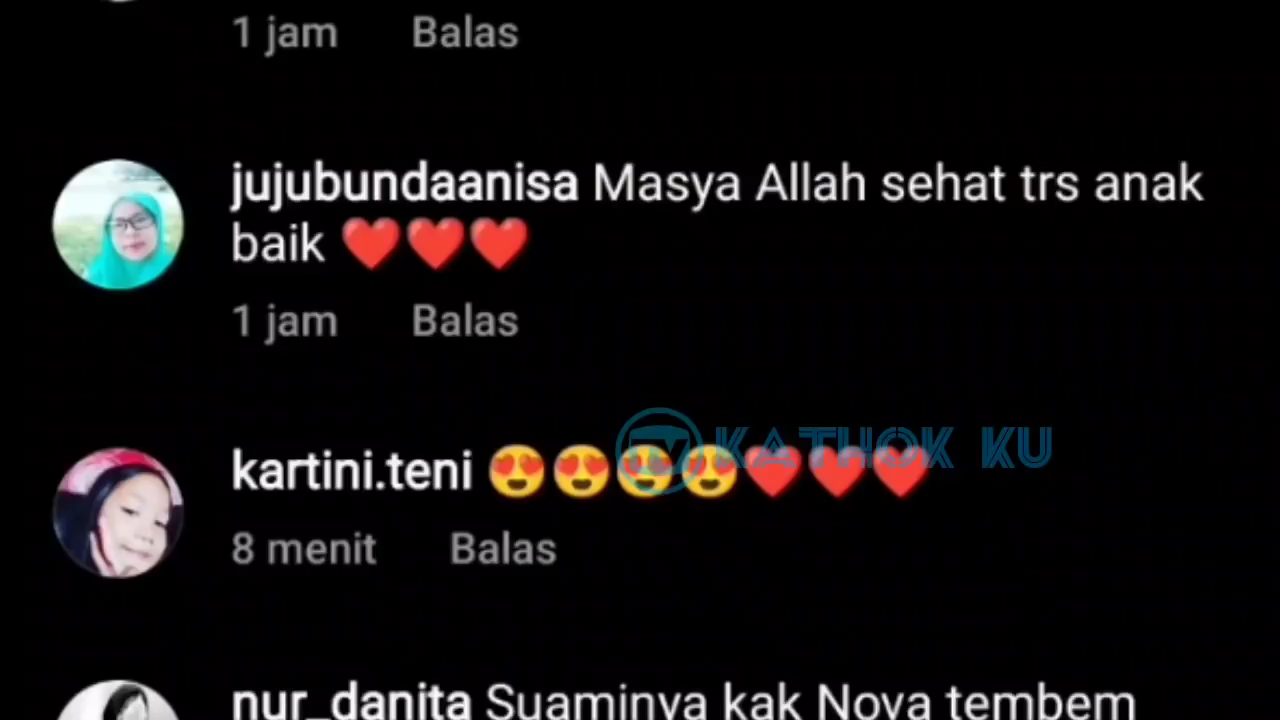 1 jam Balas
jujubundaanisa Masya Allah sehat trs anak
baik ❤️❤️❤️
1 jam Balas
TV KATHOK KU
kartini.teni 😍😍😍😍❤️❤️❤️
8 menit Balas
nur_danita Suaminya kak Nova tembem